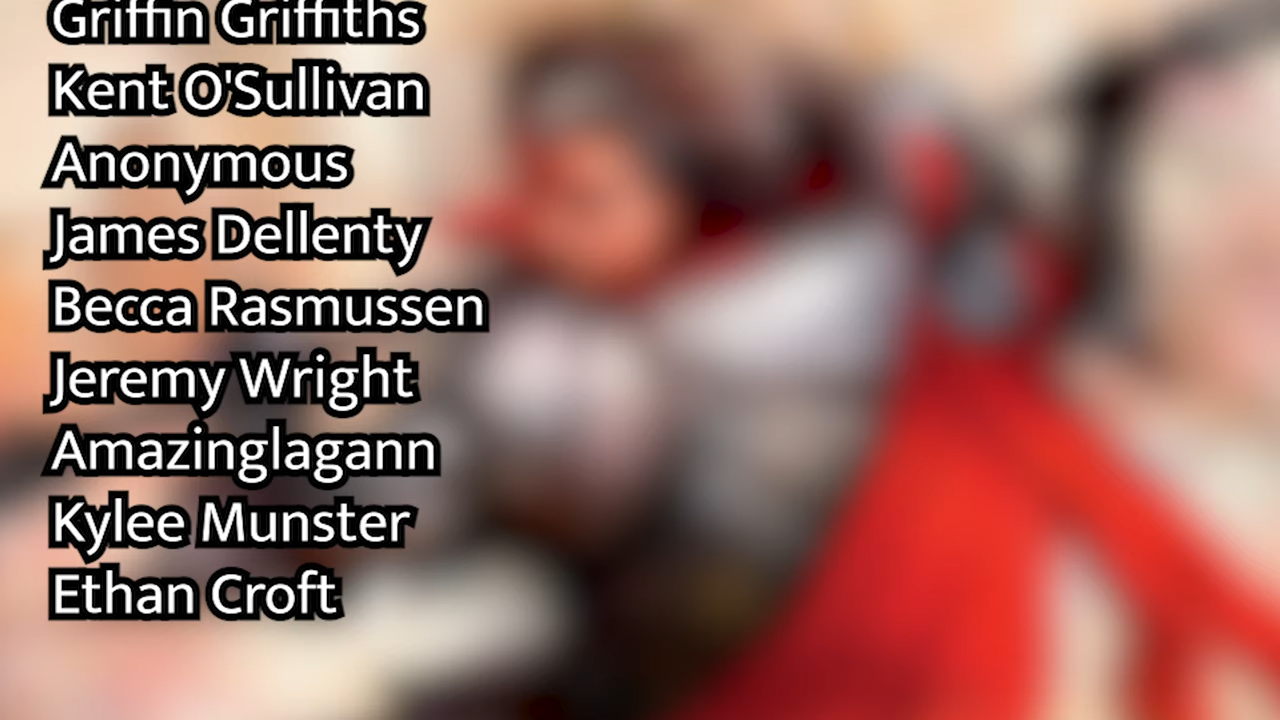 Griffin Griffiths
Kent O'Sullivan
Anonymous
James Dellenty
Becca Rasmussen
Jeremy Wright
Amazinglagann
Kylee Munster
Ethan Croft